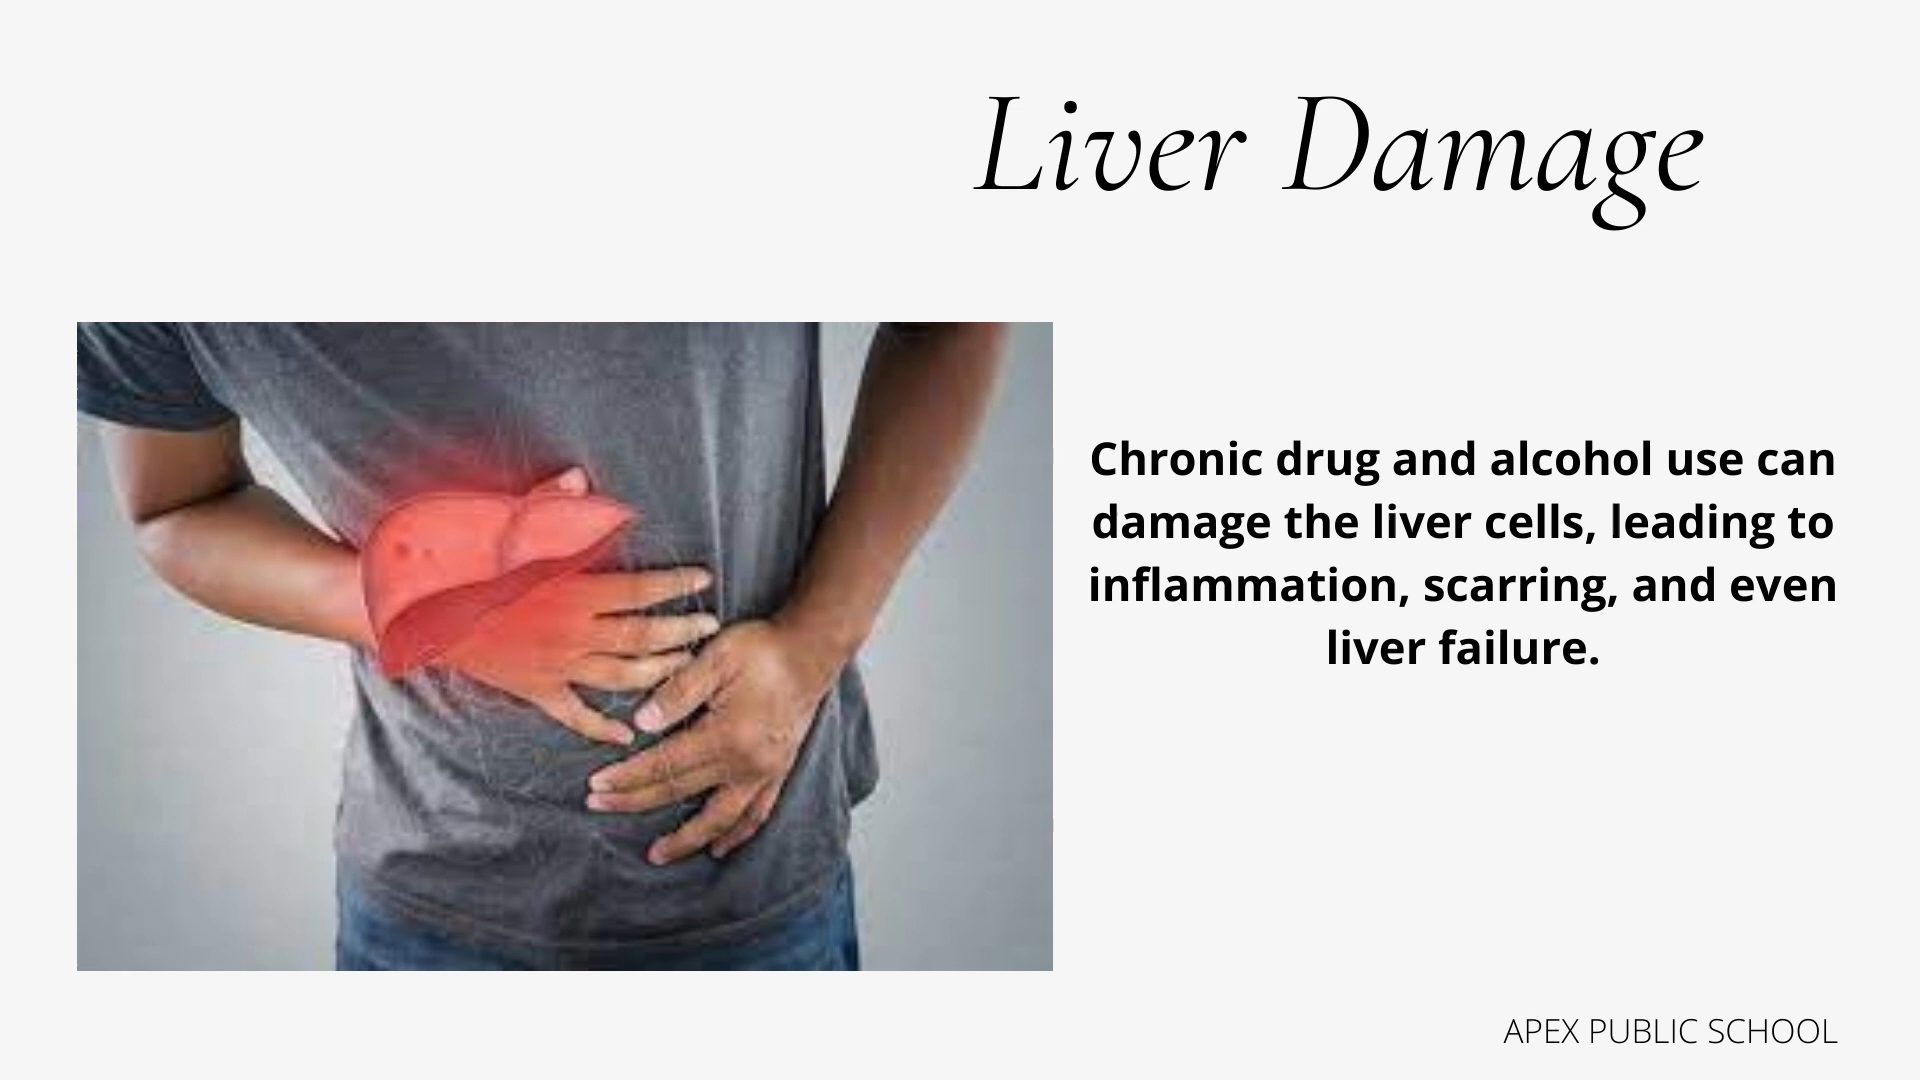 Liver Damage
Chronic drug and alcohol use can
damage the liver cells, leading to
inflammation, scarring, and even
liver failure.
APEX PUBLIC SCHOOL